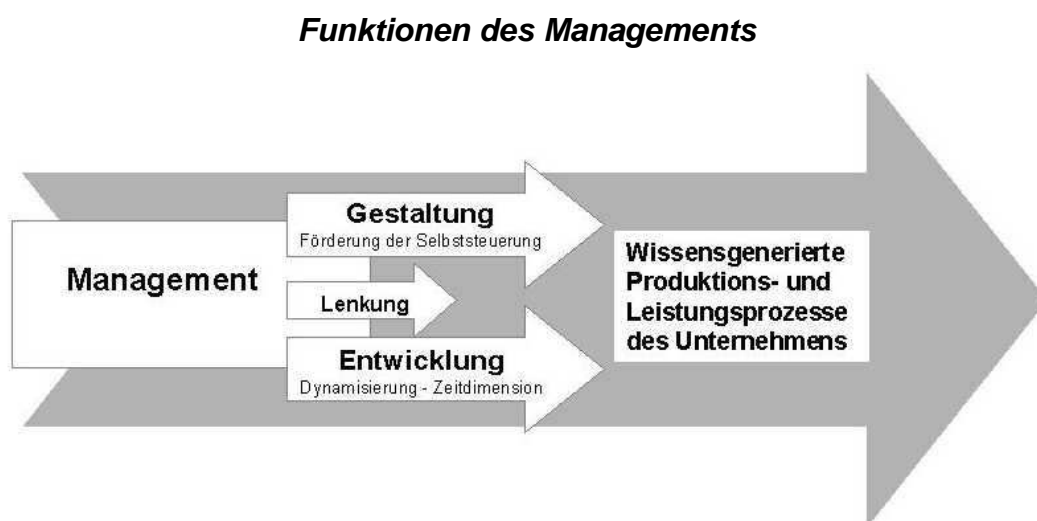 Funktionen des Managements
Management
Gestaltung
Förderung der Selbststeuerung
Lenkung
Entwicklung
Dynamisierung - Zeitdimension
Wissensgenerierte
Produktions- und
Leistungsprozesse
des Unternehmens